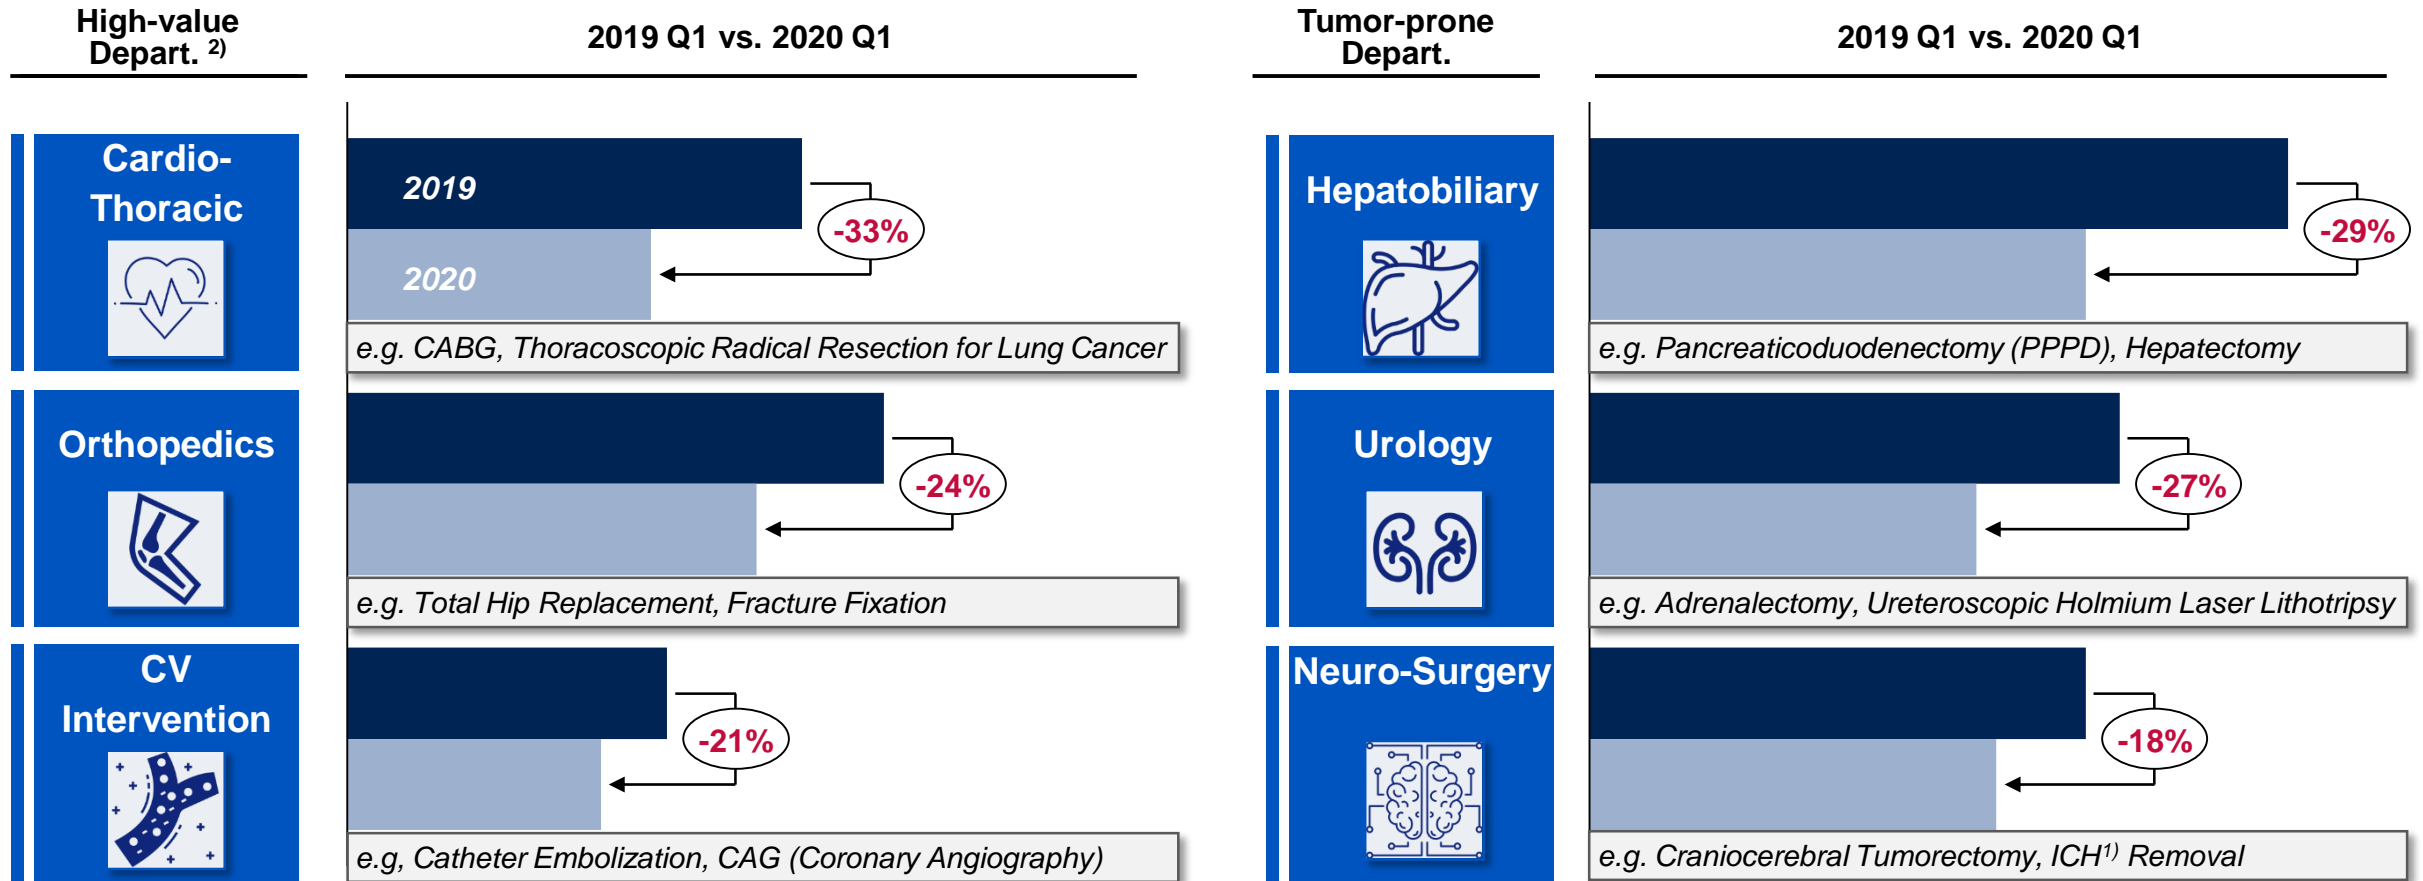 High-value
Depart. 2)
2019 Q1 vs. 2020 Q1
Cardio-
Thoracic
2019
2020
-33%
e.g. CABG, Thoracoscopic Radical Resection for Lung Cancer
Orthopedics
-24%
e.g. Total Hip Replacement, Fracture Fixation
CV
Intervention
-21%
e.g, Catheter Embolization, CAG (Coronary Angiography)
Tumor-prone
Depart.
2019 Q1 vs. 2020 Q1
Hepatobiliary
-29%
e.g. Pancreaticoduodenectomy (PPPD), Hepatectomy
Urology
-27%
e.g. Adrenalectomy, Ureteroscopic Holmium Laser Lithotripsy
Neuro-Surgery
-18%
e.g. Craniocerebral Tumorectomy, ICH1) Removal